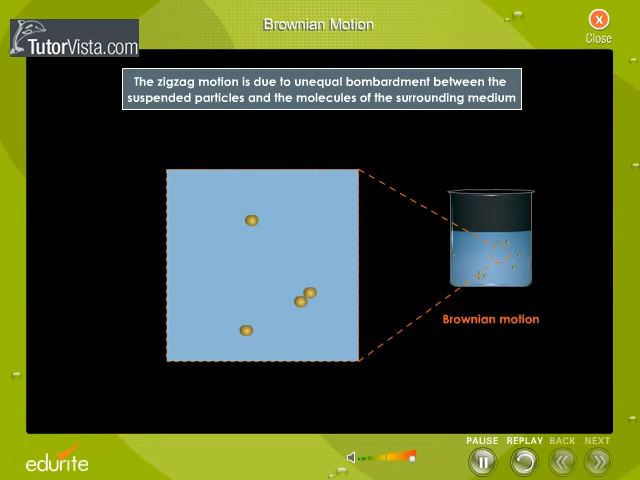 Brownian Motion
TutorVista.com
Close
The zigzag motion is due to unequal bombardment between the
suspended particles and the molecules of the surrounding medium
Brownian motion
PAUSE REPLAY BACK NEXT
edurite